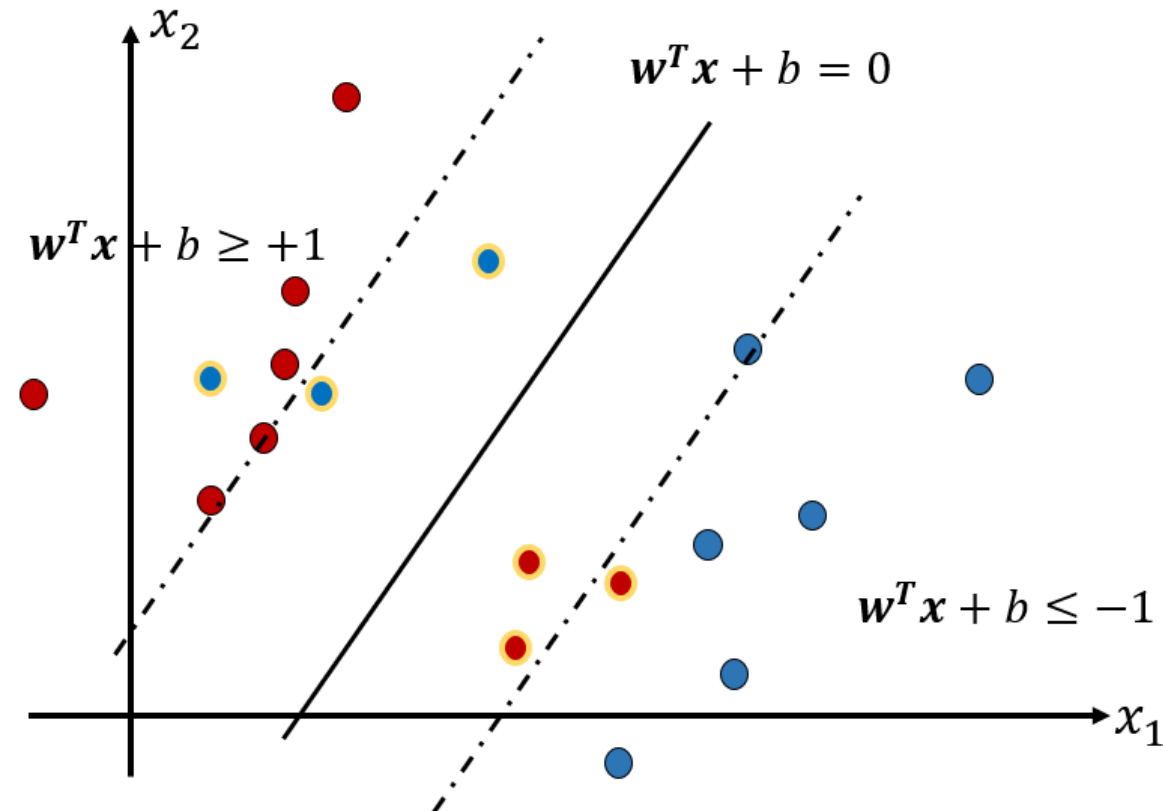 x₂
𝒘ᵀ𝒙 + b = 0
𝒘ᵀ𝒙 + b ≥ +1
𝒘ᵀ𝒙 + b ≤ −1
x₁